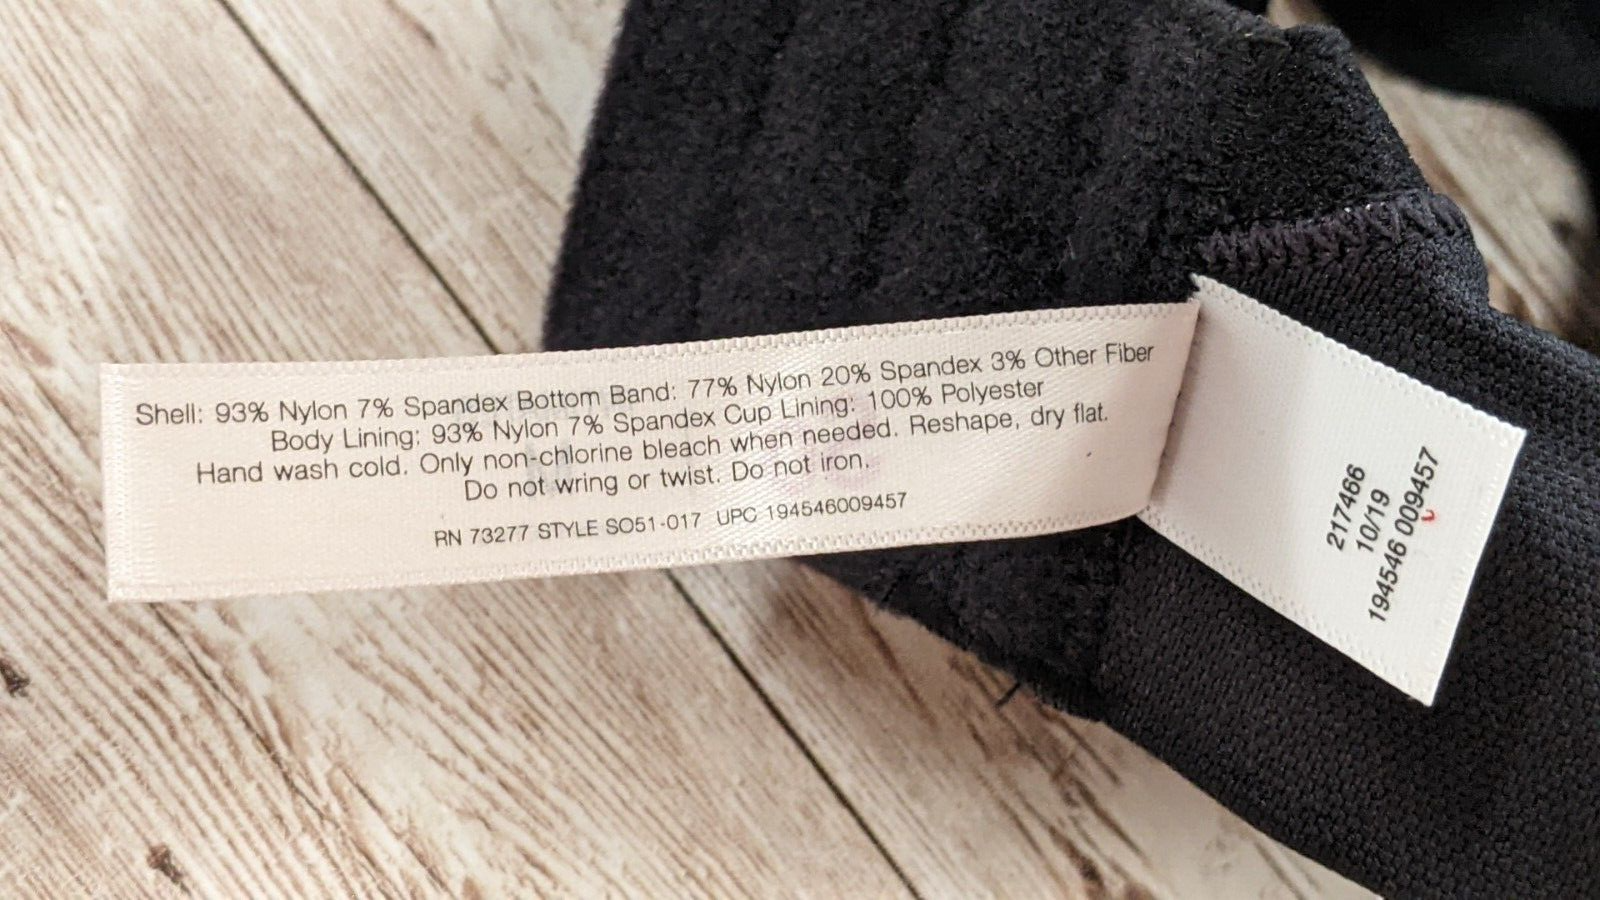 Shell: 93% Nylon 7% Spandex Bottom Band: 77% Nylon 20% Spandex 3% Other Fiber
Body Lining: 93% Nylon 7% Spandex Cup Lining: 100% Polyester
Hand wash cold. Only non-chlorine bleach when needed. Reshape, dry flat.
Do not wring or twist. Do not iron.
RN 73277 STYLE SO51-017 UPC 194546009457
217466
10/19
194546 009457